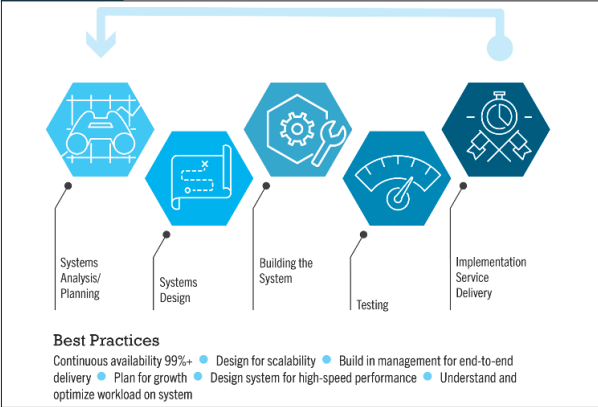 Systems
Analysis/
Planning
Systems
Design
Building the
System
Testing
Implementation
Service
Delivery
Best Practices
Continuous availability 99%+ ● Design for scalability ● Build in management for end-to-end
delivery ● Plan for growth ● Design system for high-speed performance ● Understand and
optimize workload on system